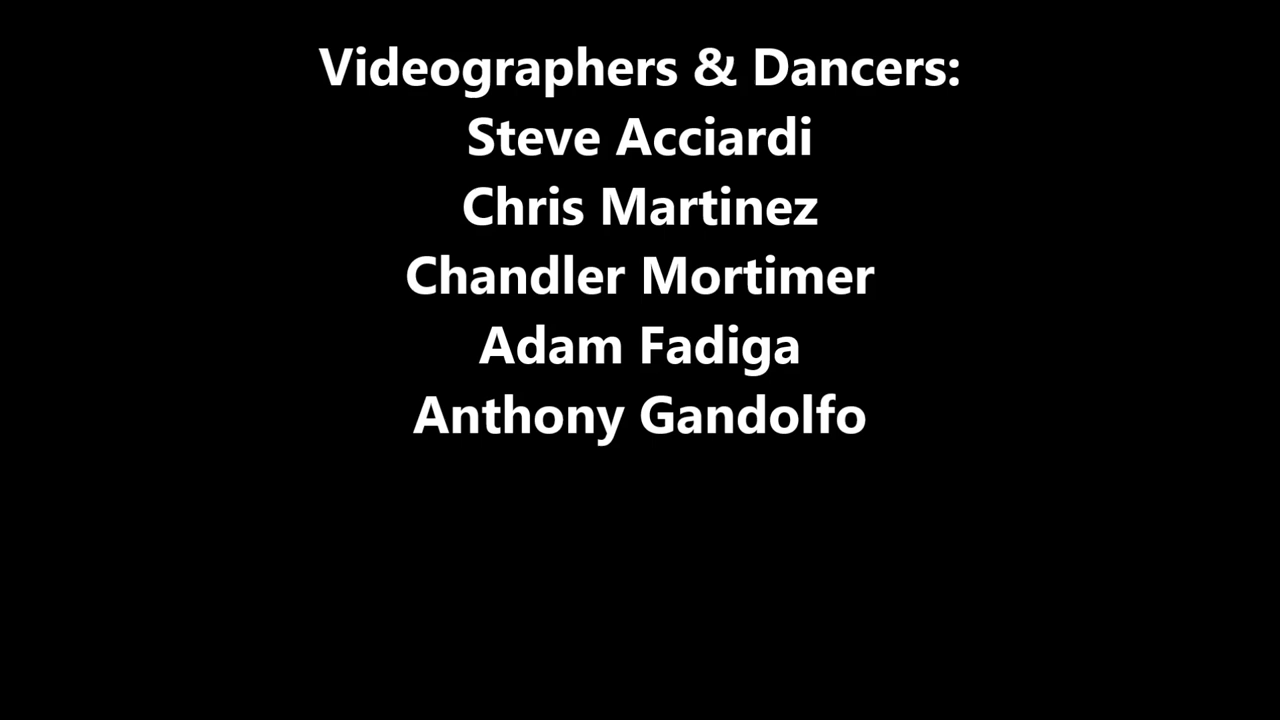 Videographers & Dancers:
Steve Acciardi
Chris Martinez
Chandler Mortimer
Adam Fadiga
Anthony Gandolfo